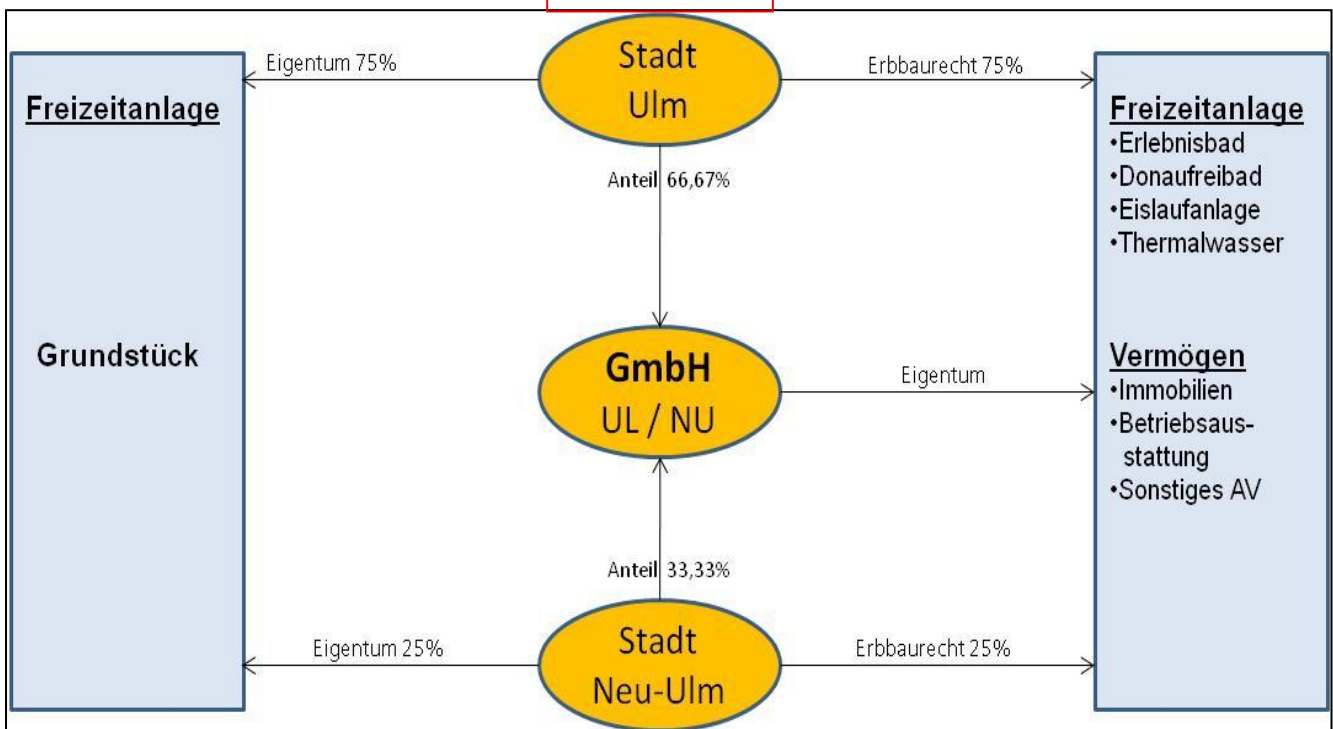 Stadt
Ulm
Eigentum 75%
Erbbaurecht 75%
Freizeitanlage
Grundstück
Anteil 66,67%
GmbH
UL / NU
Eigentum
Freizeitanlage
•Erlebnisbad
•Donaufreibad
•Eislaufanlage
•Thermalwasser
Vermögen
•Immobilien
•Betriebsaus-
stattung
•Sonstiges AV
Anteil 33,33%
Stadt
Neu-Ulm
Eigentum 25%
Erbbaurecht 25%